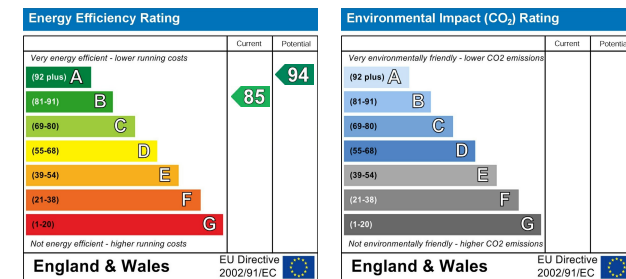 Energy Efficiency Rating
Current Potential
Very energy efficient - lower running costs
(92 plus) A
94
(81-91) B
85
(69-80) C
(55-68) D
(39-54) E
(21-38) F
(1-20) G
Not energy efficient - higher running costs
England & Wales
EU Directive
2002/91/EC
Environmental Impact (CO₂) Rating
Current Potential
Very environmentally friendly - lower CO2 emissions
(92 plus) A
(81-91) B
(69-80) C
(55-68) D
(39-54) E
(21-38) F
(1-20) G
Not environmentally friendly - higher CO2 emissions
England & Wales
EU Directive
2002/91/EC